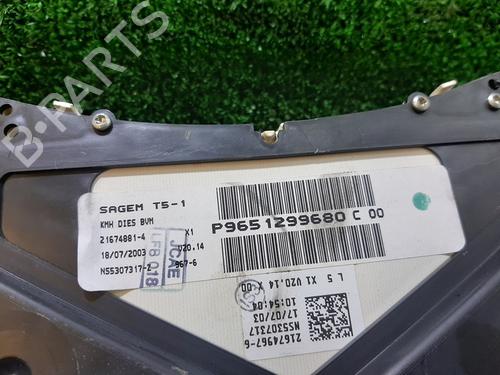 B-PARTS
SAGEM T5-1
KMH DIES BVM X1
21674881-4 V20.14
18/07/2003 967-6
N55307317-Z
JCAE
P9651299680 C 00
L 5 X1 V20.14 X 00
10:54:04
17/07/03
N55307317
21674967-6